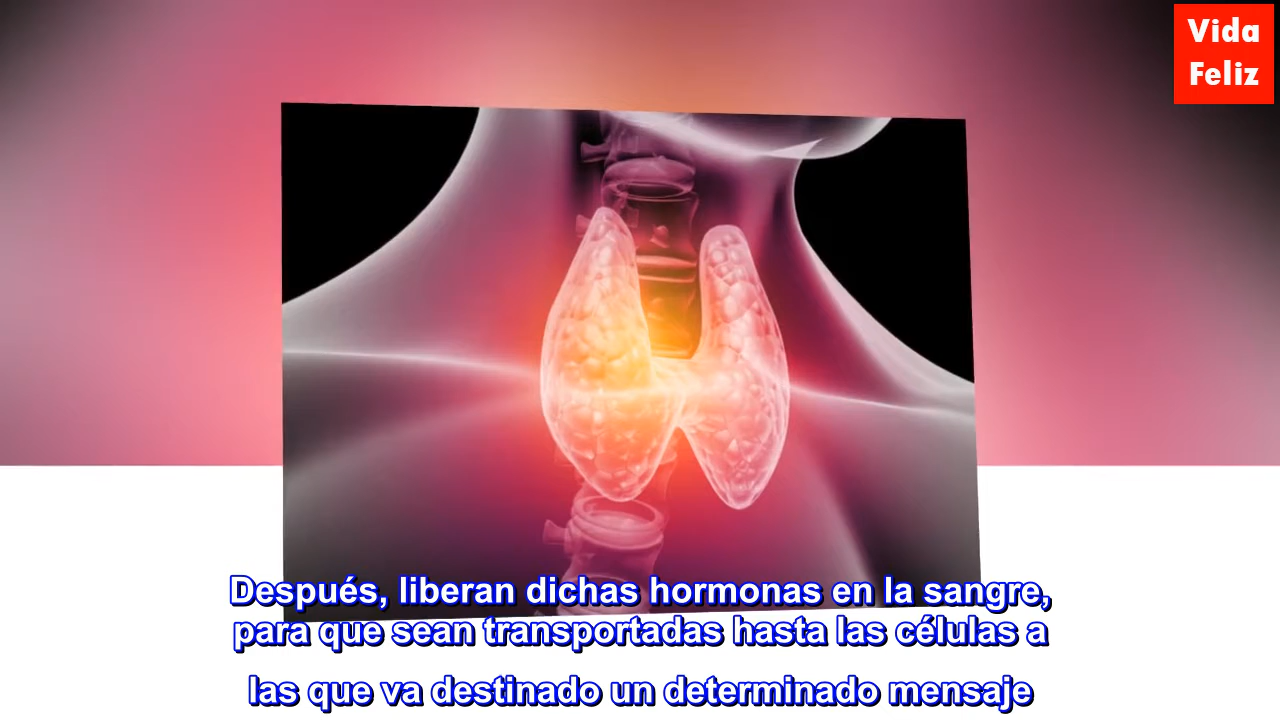 Vida
Feliz
Después, liberan dichas hormonas en la sangre,
para que sean transportadas hasta las células a
las que va destinado un determinado mensaje